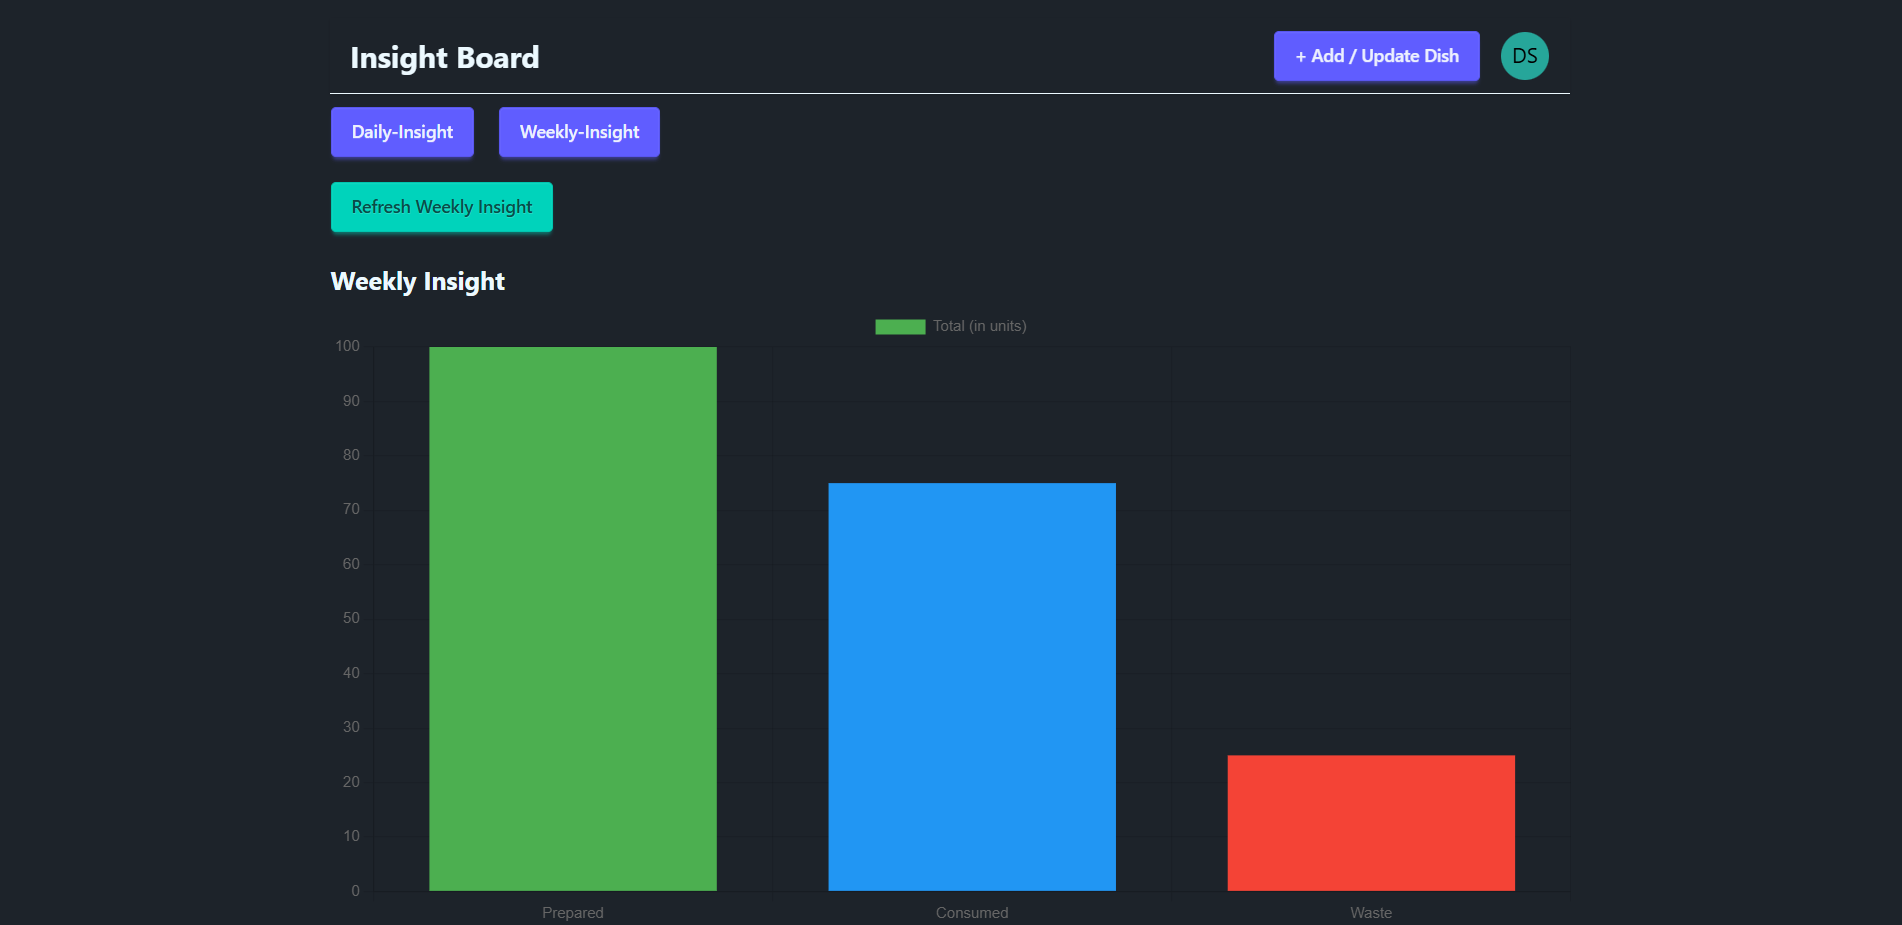 Insight Board
+ Add / Update Dish
DS
Daily-Insight
Weekly-Insight
Refresh Weekly Insight
Weekly Insight
Total (in units)
100
90
80
70
60
50
40
30
20
10
0
Prepared
Consumed
Waste